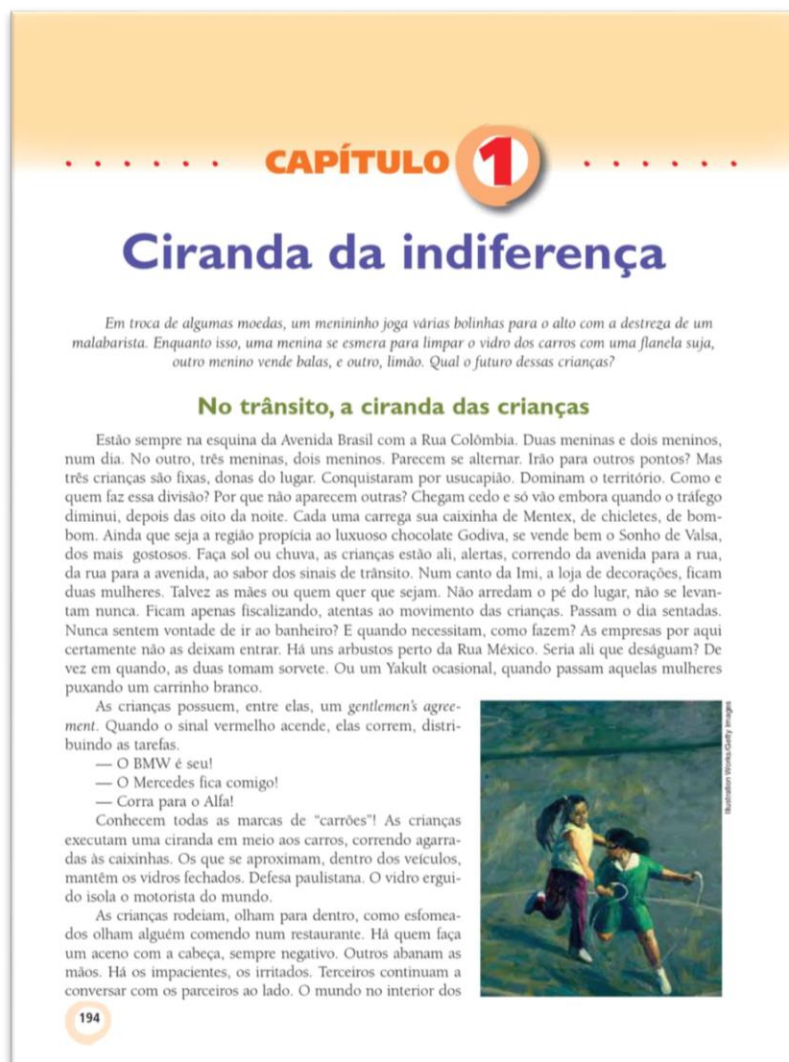 CAPÍTULO 1
Ciranda da indiferença
Em troca de algumas moedas, um menininho joga várias bolinhas para o alto com a destreza de um
malabarista. Enquanto isso, uma menina se esmera para limpar o vidro dos carros com uma flanela suja,
outro menino vende balas, e outro, limão. Qual o futuro dessas crianças?
No trânsito, a ciranda das crianças
Estão sempre na esquina da Avenida Brasil com a Rua Colômbia. Duas meninas e dois meninos,
num dia. No outro, três meninas, dois meninos. Parecem se alternar. Irão para outros pontos? Mas
três crianças são fixas, donas do lugar. Conquistaram por usucapião. Dominam o território. Como e
quem faz essa divisão? Por que não aparecem outras? Chegam cedo e só vão embora quando o tráfego
diminui, depois das oito da noite. Cada uma carrega sua caixinha de Mentex, de chicletes, de bom-
bom. Ainda que seja a região propícia ao luxuoso chocolate Godiva, se vende bem o Sonho de Valsa,
dos mais gostosos. Faça sol ou chuva, as crianças estão ali, alertas, correndo da avenida para a rua,
da rua para a avenida, ao sabor dos sinais de trânsito. Num canto da Imi, a loja de decorações, ficam
duas mulheres. Talvez as mães ou quem quer que sejam. Não arredam o pé do lugar, não se levan-
tam nunca. Ficam apenas fiscalizando, atentas ao movimento das crianças. Passam o dia sentadas.
Nunca sentem vontade de ir ao banheiro? E quando necessitam, como fazem? As empresas por aqui
certamente não as deixam entrar. Há uns arbustos perto da Rua México. Seria ali que deságuam? De
vez em quando, as duas tomam sorvete. Ou um Yakult ocasional, quando passam aquelas mulheres
puxando um carrinho branco.
As crianças possuem, entre elas, um gentlemen's agree-
ment. Quando o sinal vermelho acende, elas correm, distri-
buindo as tarefas.
— O BMW é seu!
— O Mercedes fica comigo!
— Corra para o Alfa!
Conhecem todas as marcas de "carrões"! As crianças
executam uma ciranda em meio aos carros, correndo agarra-
das às caixinhas. Os que se aproximam, dentro dos veículos,
mantêm os vidros fechados. Defesa paulistana. O vidro ergui-
do isola o motorista do mundo.
As crianças rodeiam, olham para dentro, como esfomea-
dos olham alguém comendo num restaurante. Há quem faça
um aceno com a cabeça, sempre negativo. Outros abanam as
mãos. Há os impacientes, os irritados. Terceiros continuam a
conversar com os parceiros ao lado. O mundo no interior dos
Illustration Works/Getty Images
194